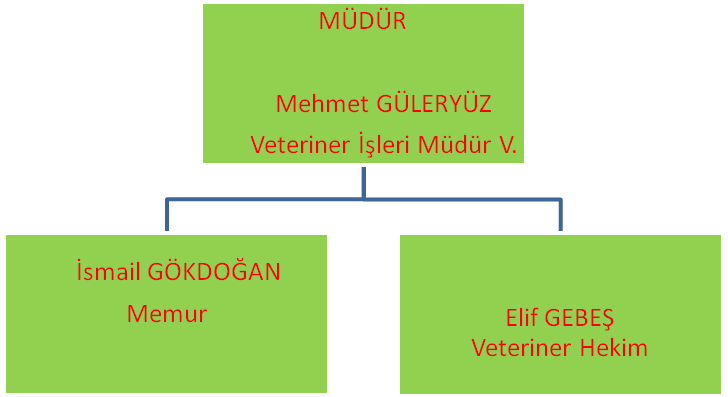 MÜDÜR
Mehmet GÜLERYÜZ
Veteriner İşleri Müdür V.
İsmail GÖKDOĞAN
Memur
Elif GEBEŞ
Veteriner Hekim